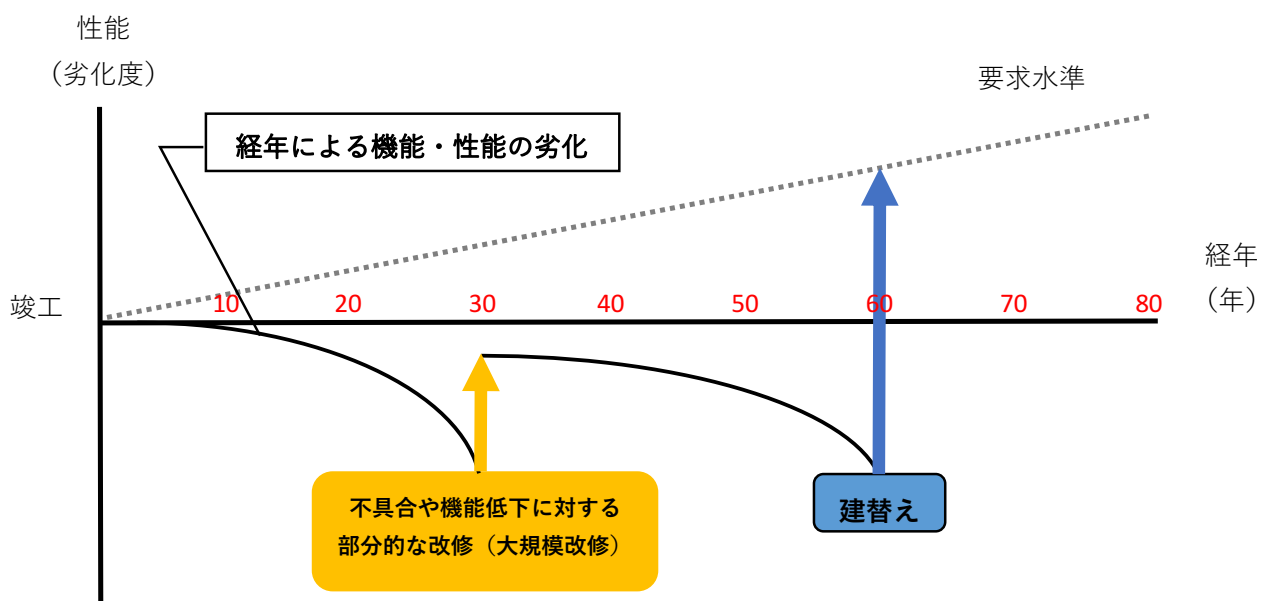 性能
（劣化度）
要求水準
経年による機能・性能の劣化
経年
（年）
竣工
10 20 30 40 50 60 70 80
不具合や機能低下に対する
部分的な改修（大規模改修）
建替え